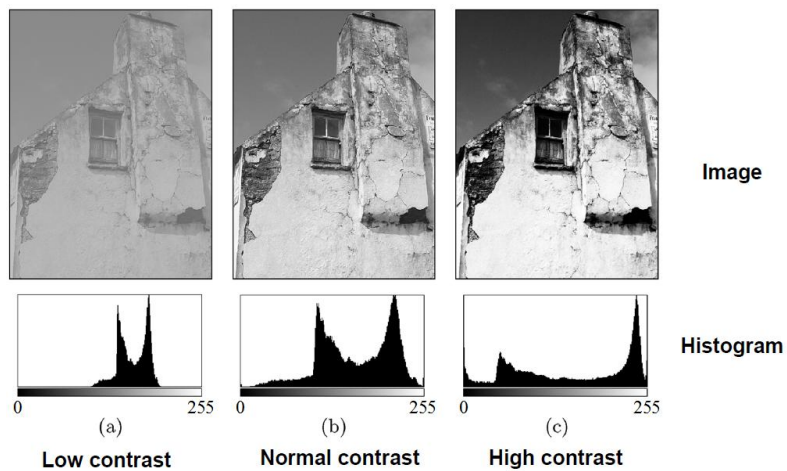 Image
Histogram
0 255
(a)
0 255
(b)
0 255
(c)
Low contrast
Normal contrast
High contrast